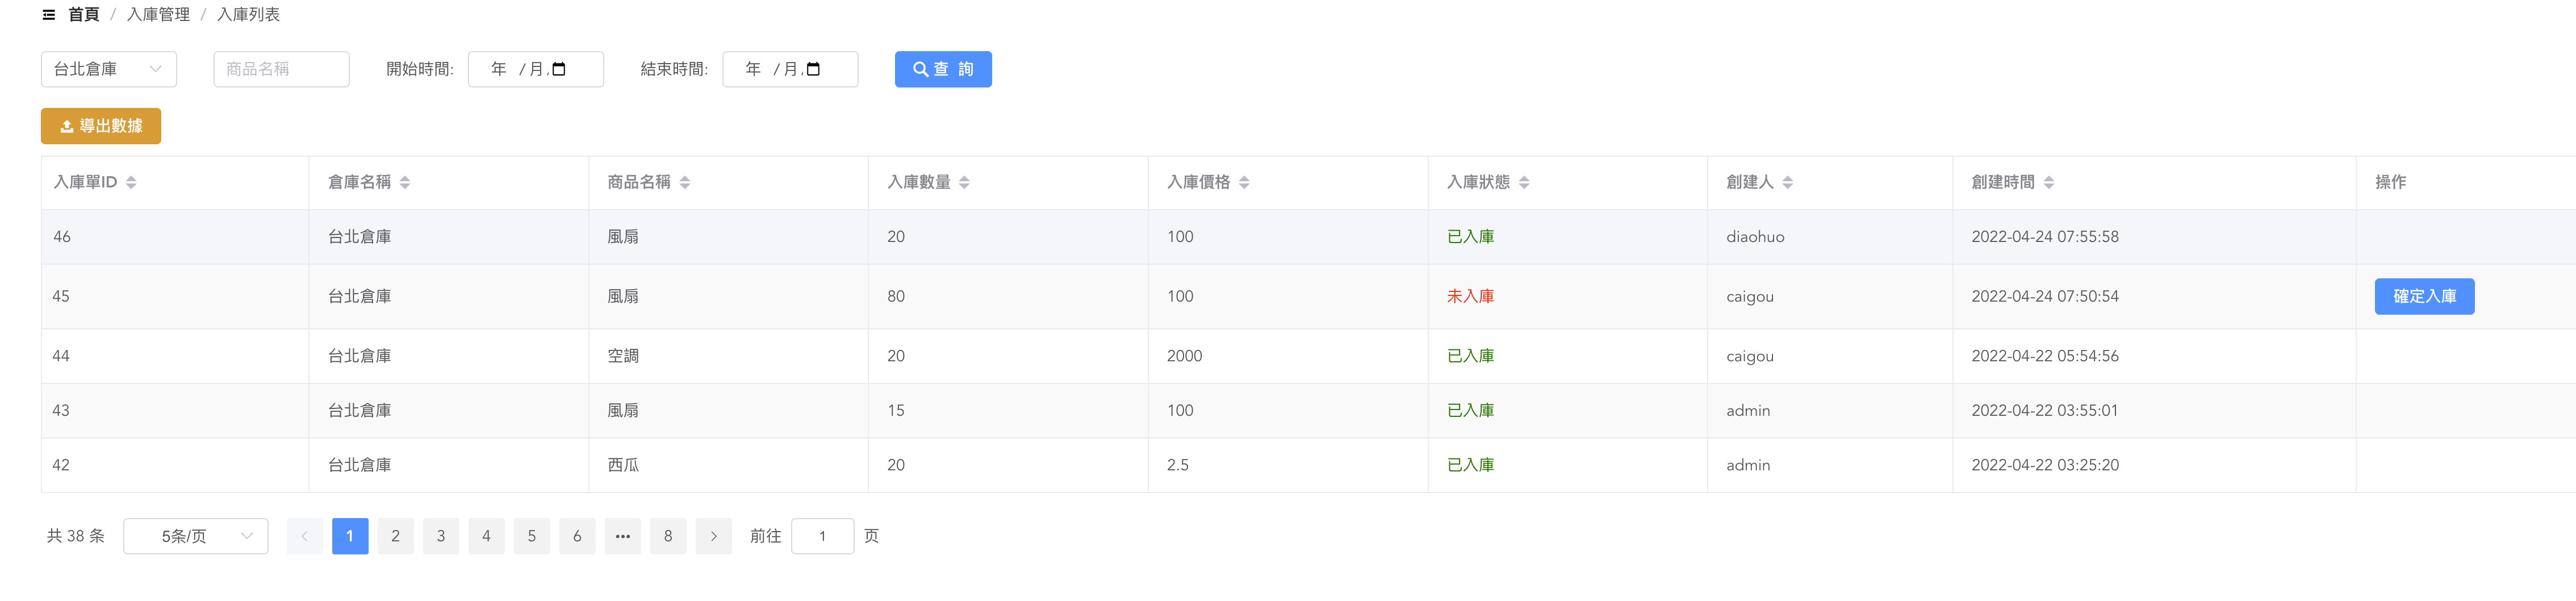 首頁 / 入庫管理 / 入庫列表
台北倉庫 商品名稱 開始時間: 年 /月, 結束時間: 年 /月, 查 詢
導出數據
入庫單ID 倉庫名稱 商品名稱 入庫數量 入庫價格 入庫狀態 創建人 創建時間 操作
46 台北倉庫 風扇 20 100 已入庫 diaohuo 2022-04-24 07:55:58
45 台北倉庫 風扇 80 100 未入庫 caigou 2022-04-24 07:50:54 確定入庫
44 台北倉庫 空調 20 2000 已入庫 caigou 2022-04-22 05:54:56
43 台北倉庫 風扇 15 100 已入庫 admin 2022-04-22 03:55:01
42 台北倉庫 西瓜 20 2.5 已入庫 admin 2022-04-22 03:25:20
共 38 条 5条/页 1 2 3 4 5 6 ••• 8 前往 1 页